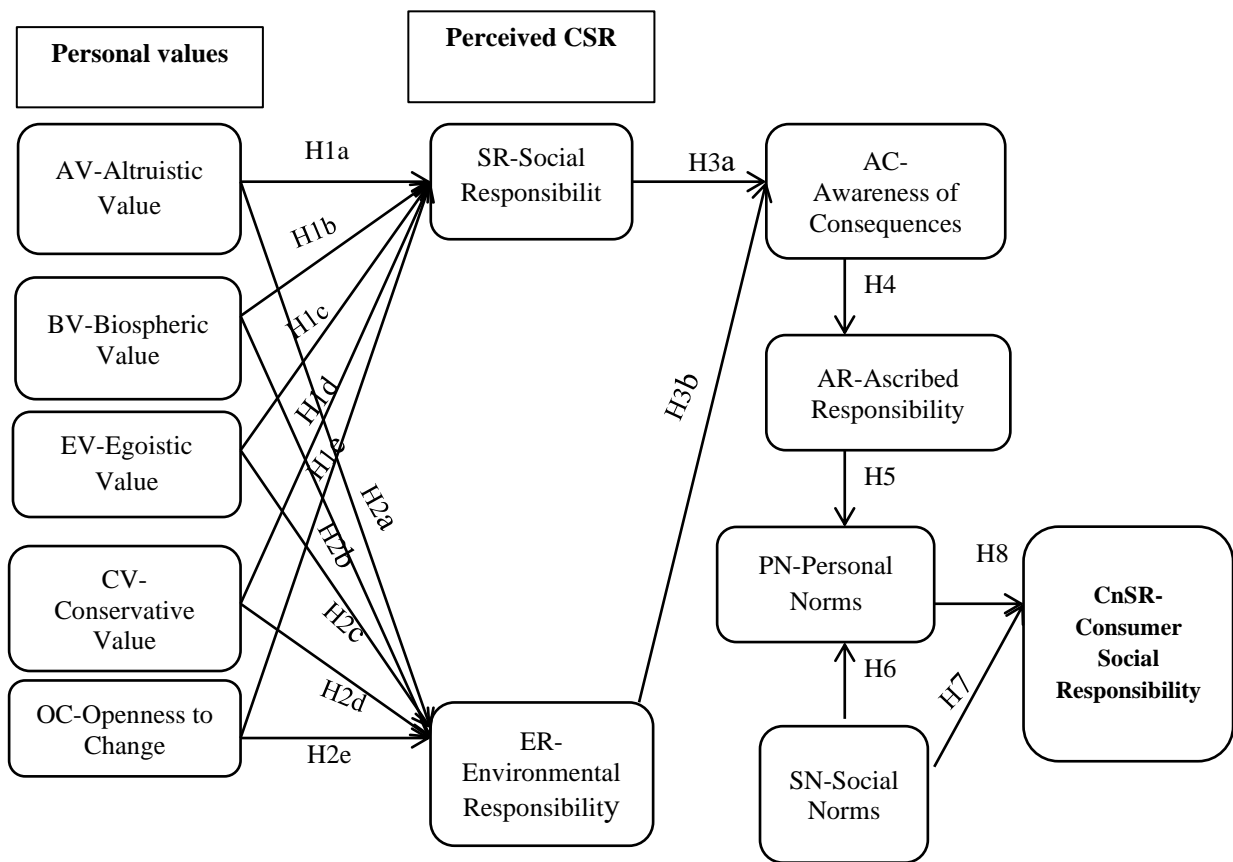 Personal values
Perceived CSR
AV-Altruistic
Value
H1a
SR-Social
Responsibilit
H3a
AC-
Awareness of
Consequences
H1b
BV-Biospheric
Value
H1c
H4
AR-Ascribed
Responsibility
H1d
H3b
EV-Egoistic
Value
H1e
H2a
H5
H2b
PN-Personal
Norms
H8
CnSR-
Consumer
Social
Responsibility
CV-
Conservative
Value
H2c
H6
H7
H2d
OC-Openness to
Change
H2e
ER-
Environmental
Responsibility
SN-Social
Norms